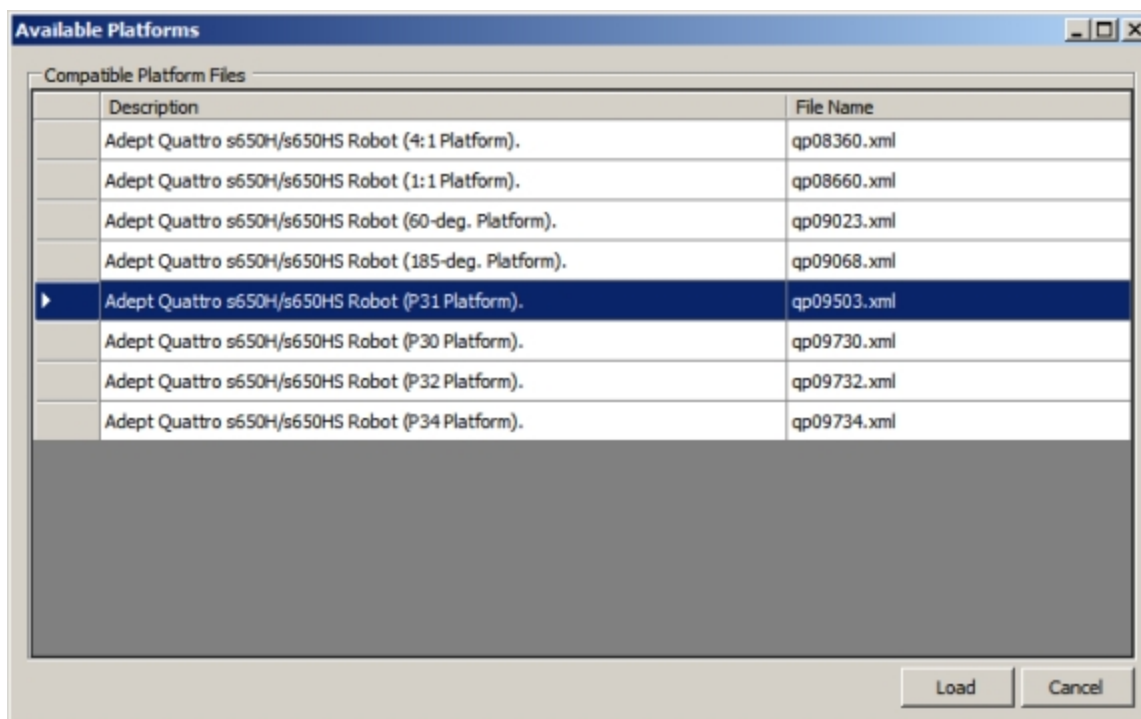 Available Platforms
Compatible Platform Files
Description File Name
Adept Quattro s650H/s650HS Robot (4:1 Platform). qp08360.xml
Adept Quattro s650H/s650HS Robot (1:1 Platform). qp08660.xml
Adept Quattro s650H/s650HS Robot (60-deg. Platform). qp09023.xml
Adept Quattro s650H/s650HS Robot (185-deg. Platform). qp09068.xml
Adept Quattro s650H/s650HS Robot (P31 Platform). qp09503.xml
Adept Quattro s650H/s650HS Robot (P30 Platform). qp09730.xml
Adept Quattro s650H/s650HS Robot (P32 Platform). qp09732.xml
Adept Quattro s650H/s650HS Robot (P34 Platform). qp09734.xml
Load Cancel